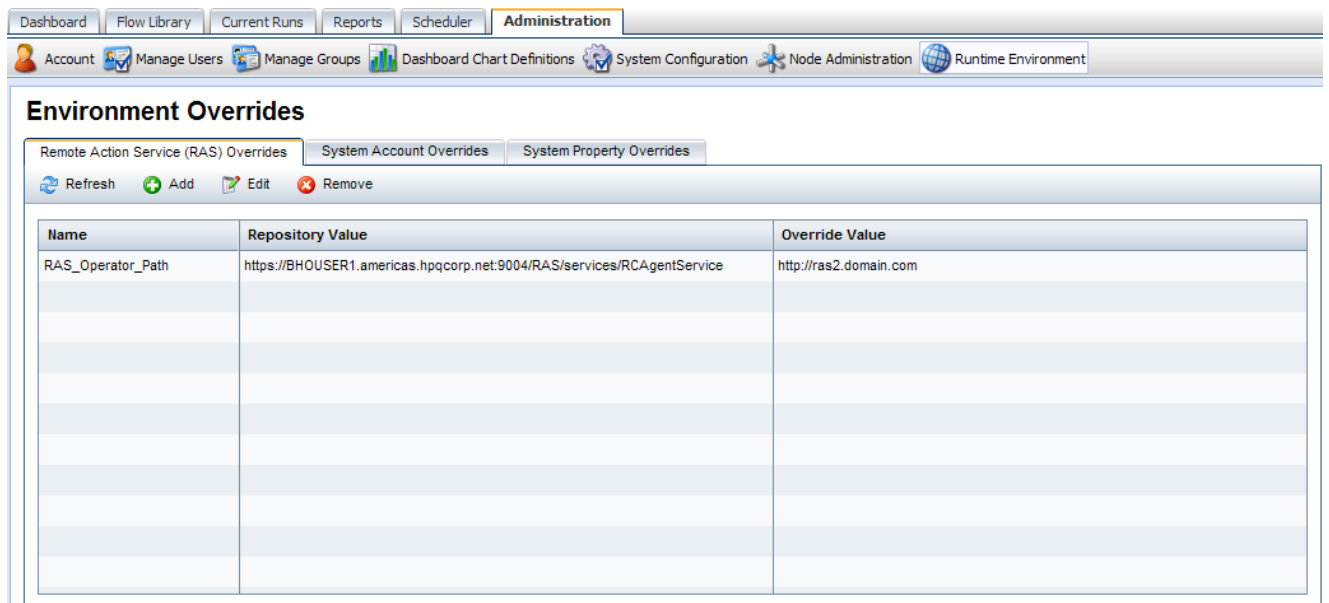 Dashboard Flow Library Current Runs Reports Scheduler Administration
Account Manage Users Manage Groups Dashboard Chart Definitions System Configuration Node Administration Runtime Environment
Environment Overrides
Remote Action Service (RAS) Overrides System Account Overrides System Property Overrides
Refresh Add Edit Remove
Name Repository Value Override Value
RAS_Operator_Path https://BHOUSER1.americas.hpqcorp.net:9004/RAS/services/RCAgentService http://ras2.domain.com